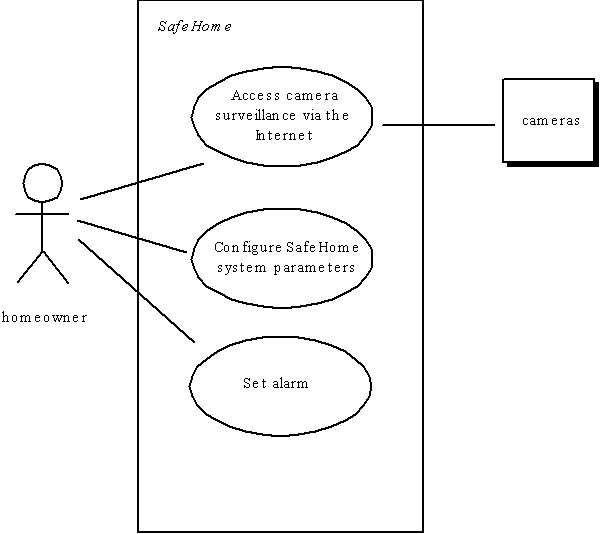 SafeHome
Access camera
surveillance via the
Internet
cameras
Configure SafeHome
system parameters
homeowner
Set alarm